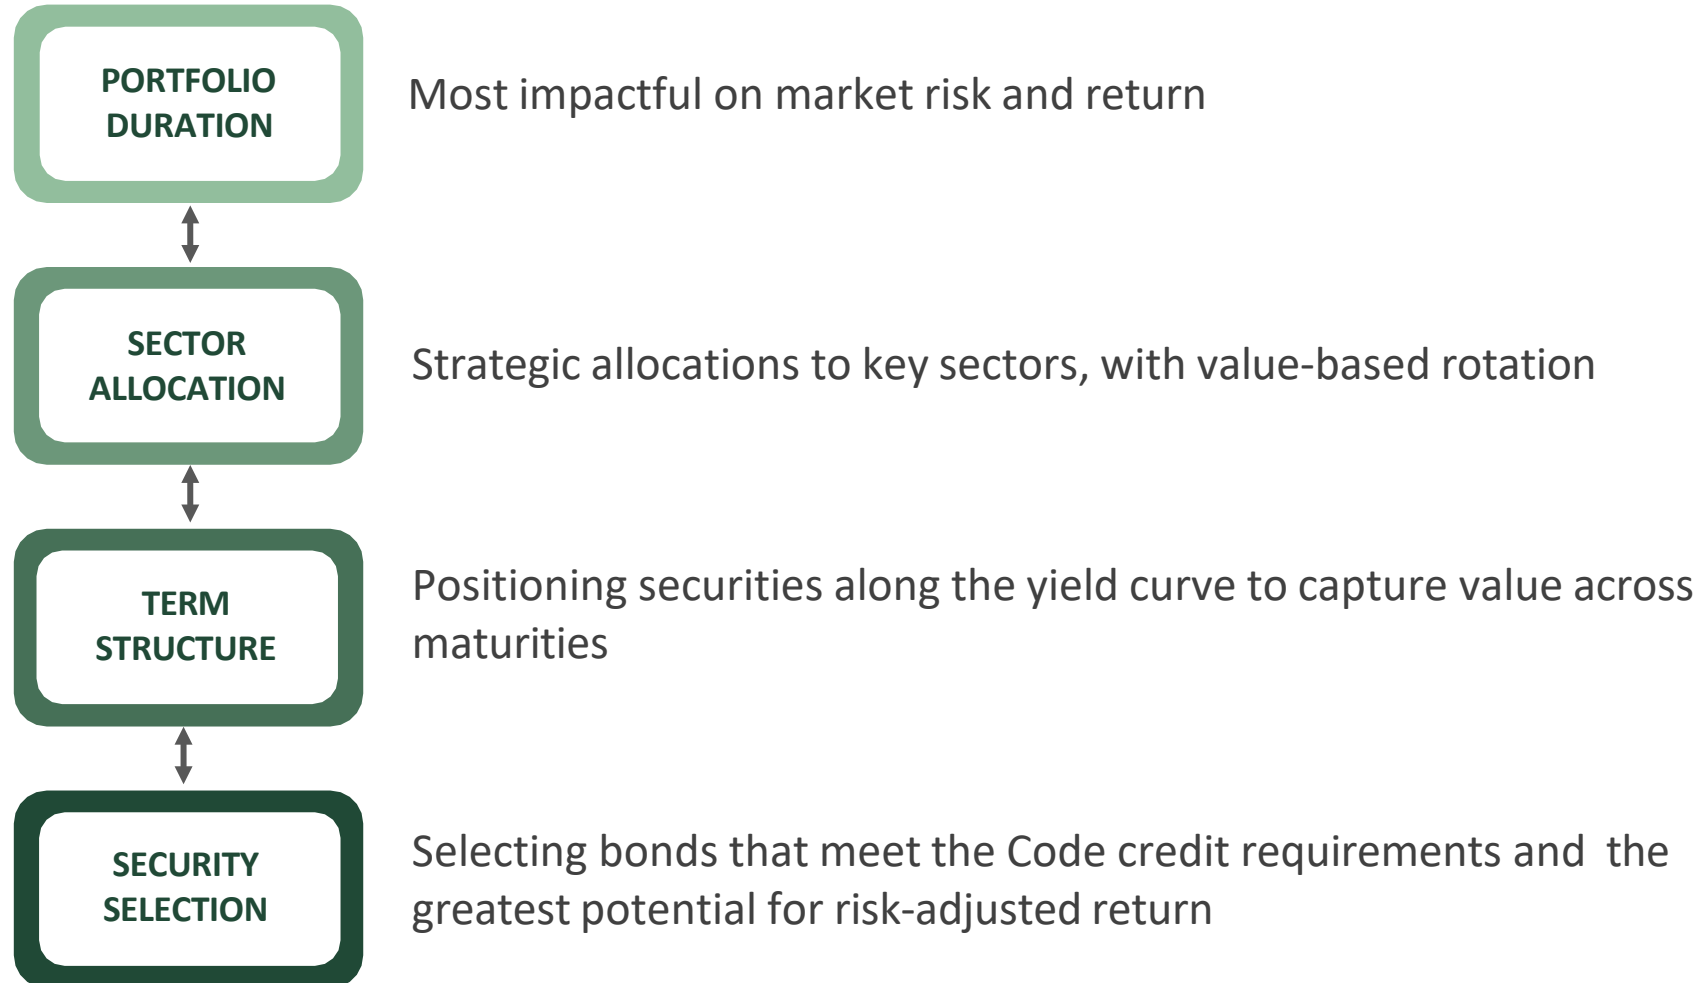 PORTFOLIO
DURATION
Most impactful on market risk and return
SECTOR
ALLOCATION
Strategic allocations to key sectors, with value-based rotation
TERM
STRUCTURE
Positioning securities along the yield curve to capture value across
maturities
SECURITY
SELECTION
Selecting bonds that meet the Code credit requirements and  the
greatest potential for risk-adjusted return